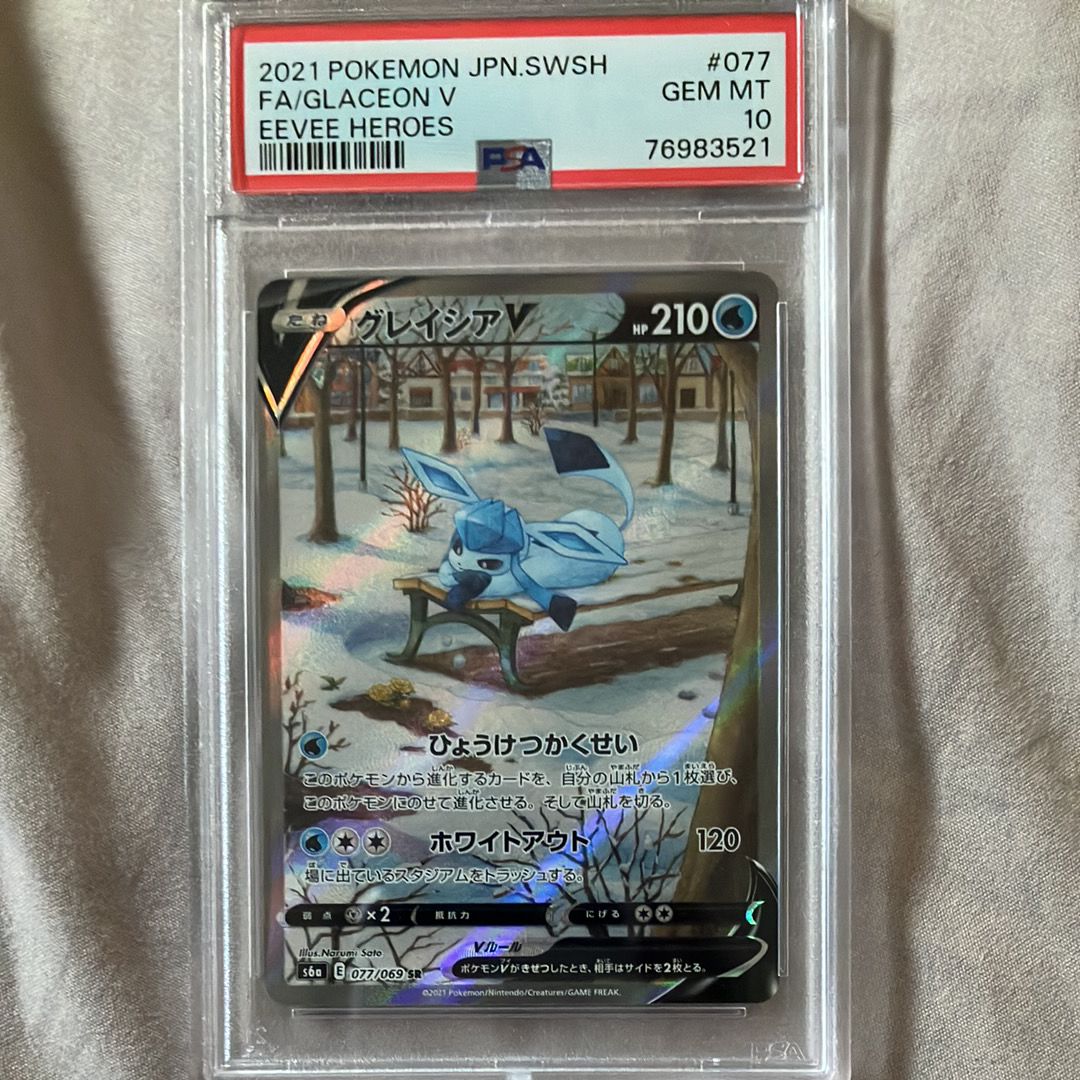 2021 POKEMON JPN.SWSH #077
FA/GLACEON V GEM MT
EEVEE HEROES 10
76983521
PSA
たね グレイシアV HP 210
ひょうけつかくせい
このポケモンから進化するカードを、自分の山札から1枚選び、
このポケモンにのせて進化させる。そして山札を切る。
ホワイトアウト 120
場に出ているスタジアムをトラッシュする。
弱点 ×2 抵抗力 にげる
Illus. Narumi Sato
Vルール
s6a E 077/069 SR
ポケモンVがきぜつしたとき、相手はサイドを2枚とる。
©2021 Pokémon/Nintendo/Creatures/GAME FREAK.
PSA